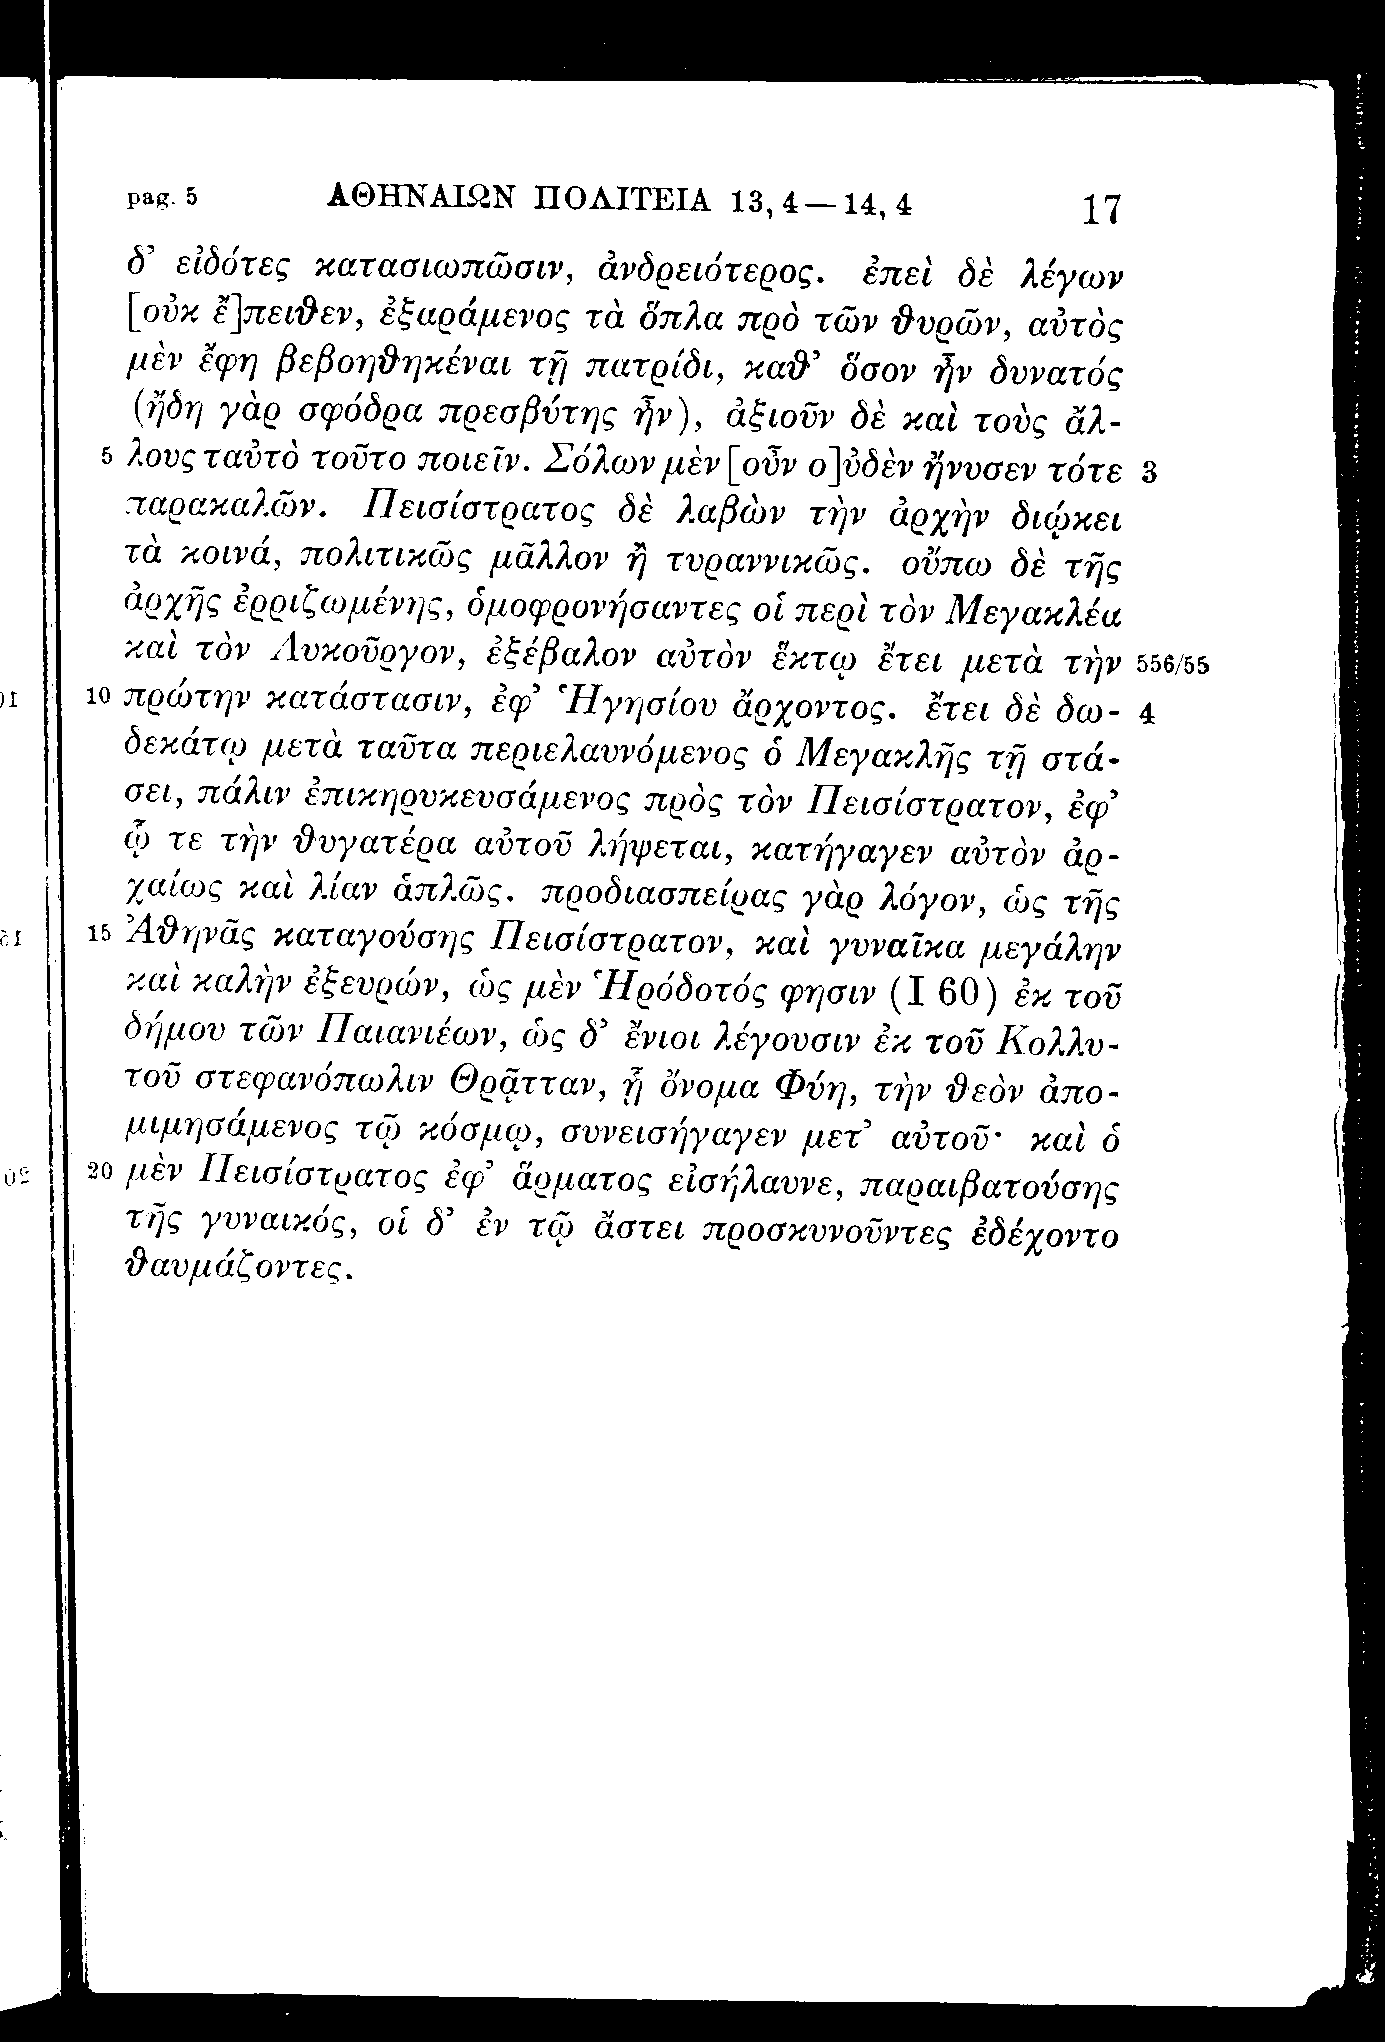 pag. 5 ΑΘΗΝΑΙΩΝ ΠΟΛΙΤΕΙΑ 13, 4 — 14, 4 17
δ’ εἰδότες κατασιωπῶσιν, ἀνδρειότερος. ἐπεὶ δὲ λέγων
[οὐκ ἔ]πειθεν, ἐξαράμενος τὰ ὅπλα πρὸ τῶν θυρῶν, αὐτὸς
μὲν ἔφη βεβοηθηκέναι τῇ πατρίδι, καθ’ ὅσον ἦν δυνατός
(ἤδη γὰρ σφόδρα πρεσβύτης ἦν), ἀξιοῦν δὲ καὶ τοὺς ἄλ-
5 λους ταὐτὸ τοῦτο ποιεῖν. Σόλων μὲν [οὖν ο]ὐδὲν ἤνυσεν τότε 3
παρακαλῶν. Πεισίστρατος δὲ λαβὼν τὴν ἀρχὴν διῴκει
τὰ κοινά, πολιτικῶς μᾶλλον ἢ τυραννικῶς. οὔπω δὲ τῆς
ἀρχῆς ἐρριζωμένης, ὁμοφρονήσαντες οἱ περὶ τὸν Μεγακλέα
καὶ τὸν Λυκοῦργον, ἐξέβαλον αὐτὸν ἕκτῳ ἔτει μετὰ τὴν 556/55
10 πρώτην κατάστασιν, ἐφ’ Ἡγησίου ἄρχοντος. ἔτει δὲ δω- 4
δεκάτῳ μετὰ ταῦτα περιελαυνόμενος ὁ Μεγακλῆς τῇ στά-
σει, πάλιν ἐπικηρυκευσάμενος πρὸς τὸν Πεισίστρατον, ἐφ’
ᾧ τε τὴν θυγατέρα αὐτοῦ λήψεται, κατήγαγεν αὐτὸν ἀρ-
χαίως καὶ λίαν ἁπλῶς. προδιασπείρας γὰρ λόγον, ὡς τῆς
15 Ἀθηνᾶς καταγούσης Πεισίστρατον, καὶ γυναῖκα μεγάλην
καὶ καλὴν ἐξευρών, ὡς μὲν Ἡρόδοτός φησιν (I 60) ἐκ τοῦ
δήμου τῶν Παιανιέων, ὡς δ’ ἔνιοι λέγουσιν ἐκ τοῦ Κολλυ-
τοῦ στεφανόπωλιν Θρᾷτταν, ᾗ ὄνομα Φύη, τὴν θεὸν ἀπο-
μιμησάμενος τῷ κόσμῳ, συνεισήγαγεν μετ’ αὐτοῦ· καὶ ὁ
20 μὲν Πεισίστρατος ἐφ’ ἅρματος εἰσήλαυνε, παραιβατούσης
τῆς γυναικός, οἱ δ’ ἐν τῷ ἄστει προσκυνοῦντες ἐδέχοντο
θαυμάζοντες.